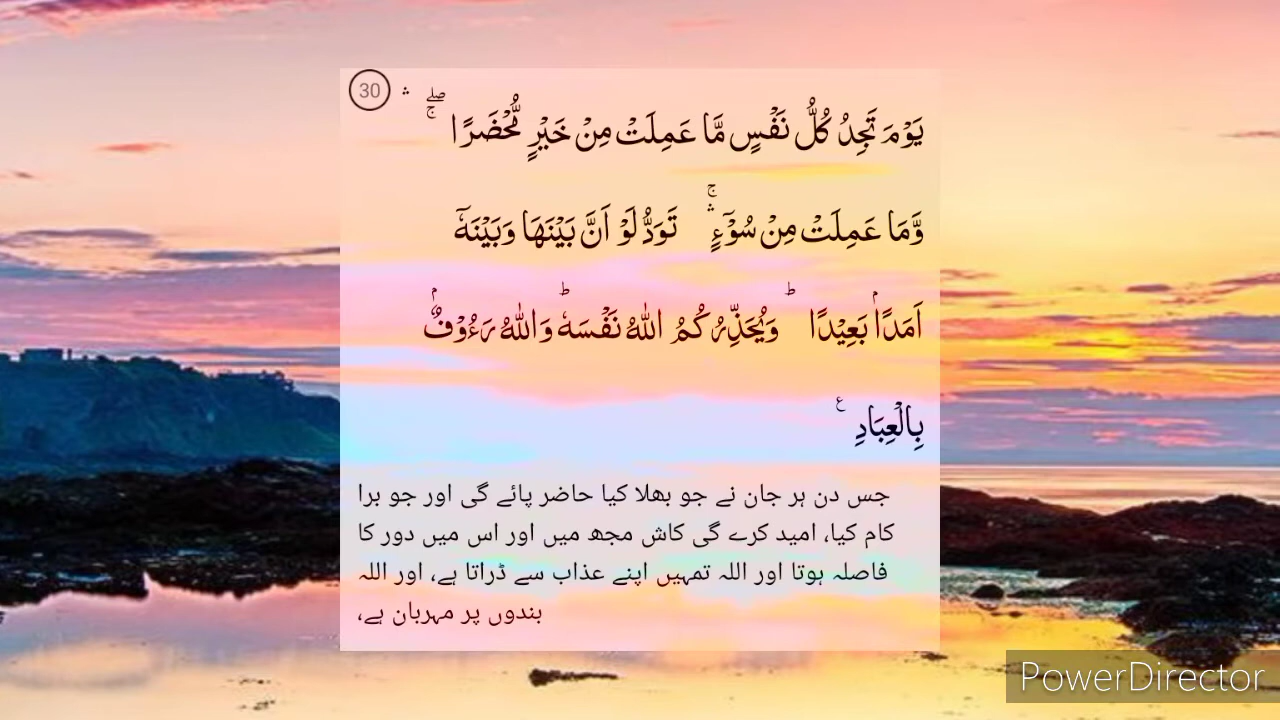 30
یَوْمَ تَجِدُ كُلُّ نَفْسٍ مَّا عَمِلَتْ مِنْ خَیْرٍ مُّحْضَرًا ۛۖۚ
وَّمَا عَمِلَتْ مِنْ سُوْٓءٍ ۛۚ تَوَدُّ لَوْ اَنَّ بَیْنَهَا وَبَیْنَهٗۤ
اَمَدًۢا بَعِیْدًا ؕ وَیُحَذِّرُكُمُ اللّٰهُ نَفْسَهٗ ؕ وَاللّٰهُ رَءُوْفٌۢ
بِالْعِبَادِ ۧ
جس دن ہر جان نے جو بھلا کیا حاضر پائے گی اور جو برا
کام کیا، امید کرے گی کاش مجھ میں اور اس میں دور کا
فاصلہ ہوتا اور اللہ تمہیں اپنے عذاب سے ڈراتا ہے، اور اللہ
بندوں پر مہربان ہے،
PowerDirector